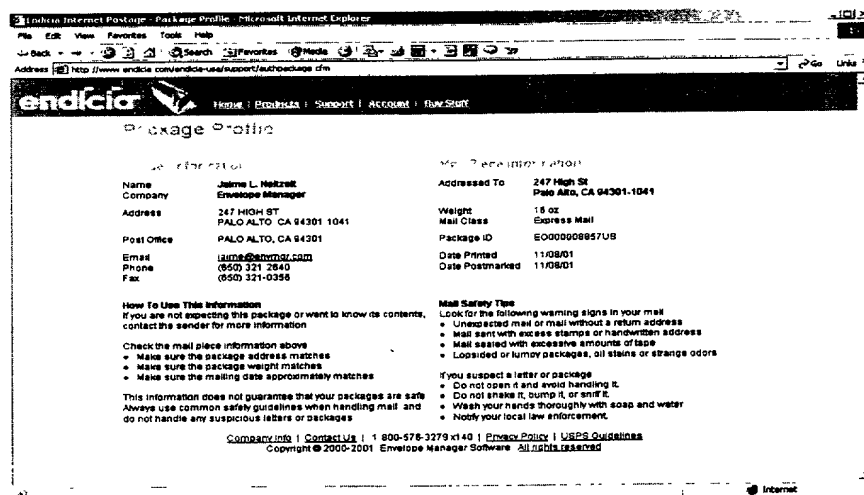 Endicia Internet Postage - Package Profile - Microsoft Internet Explorer
File Edit View Favorites Tools Help
Back Search Favorites Media
Address http://www.endicia.com/endicia-usa/support/authpackage.cfm Go Links
endicia Home | Products | Support | Account | Buy Stuff
Package Profile
Information
Name Jaime L. Neitzelt
Company Envelope Manager
Address 247 HIGH ST
PALO ALTO CA 94301 1041
Post Office PALO ALTO, CA 94301
Email jaime@envmgr.com
Phone (650) 321 2640
Fax (650) 321-0356
Mail Piece Information
Addressed To 247 High St
Palo Alto, CA 94301-1041
Weight 16 oz
Mail Class Express Mail
Package ID EO000008857US
Date Printed 11/08/01
Date Postmarked 11/08/01
How To Use This Information
If you are not expecting this package or want to know its contents,
contact the sender for more information
Check the mail piece information above
• Make sure the package address matches
• Make sure the package weight matches
• Make sure the mailing date approximately matches
This information does not guarantee that your packages are safe
Always use common safety guidelines when handling mail and
do not handle any suspicious letters or packages
Mail Safety Tips
Look for the following warning signs in your mail
• Unexpected mail or mail without a return address
• Mail sent with excess stamps or handwritten address
• Mail sealed with excessive amounts of tape
• Lopsided or lumpy packages, oil stains or strange odors
If you suspect a letter or package
• Do not open it and avoid handling it.
• Do not shake it, bump it, or sniff it.
• Wash your hands thoroughly with soap and water
• Notify your local law enforcement.
Company Info | Contact Us | 1 800-576-3279 x140 | Privacy Policy | USPS Guidelines
Copyright © 2000-2001 Envelope Manager Software All rights reserved
Internet